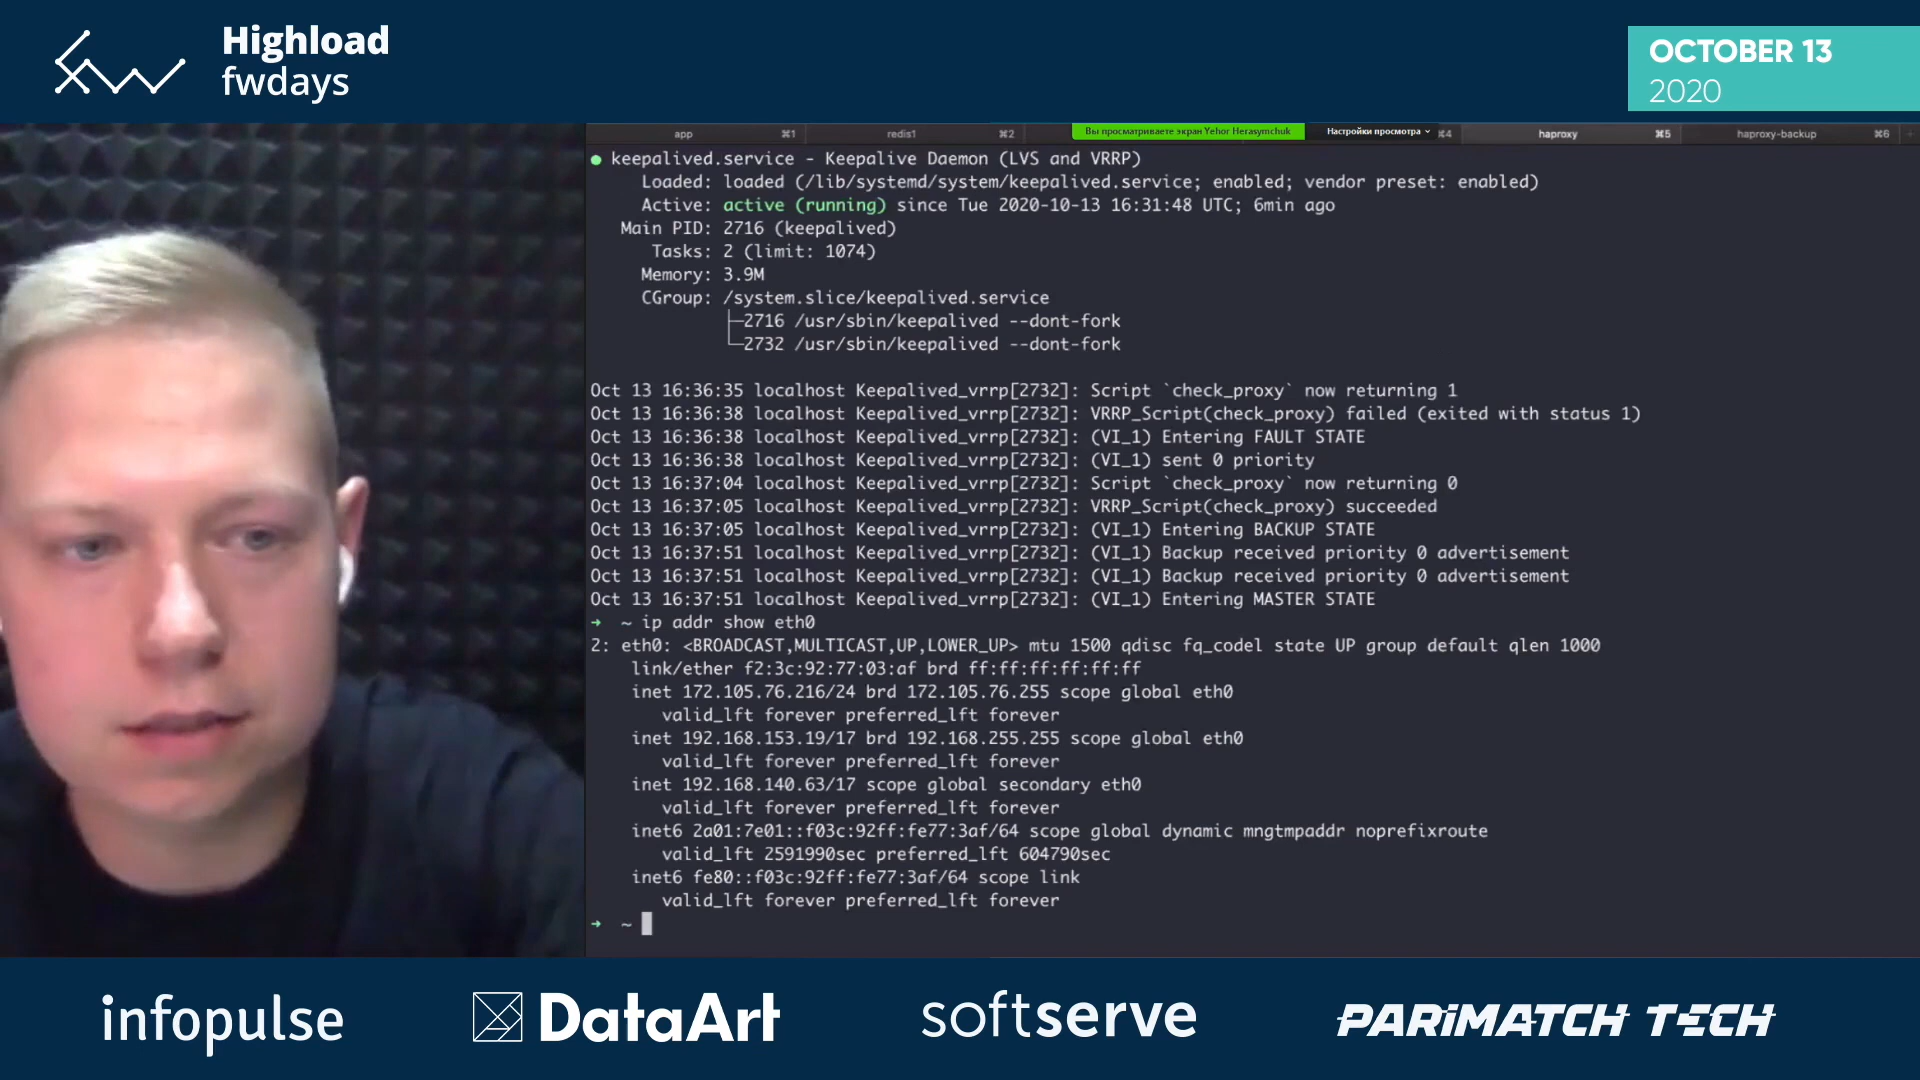 Highload
fwdays
OCTOBER 13
2020
app ⌘1 redis1 ⌘2 Вы просматриваете экран Yehor Herasymchuk Настройки просмотра ⌘4 haproxy ⌘5 haproxy-backup ⌘6 +
● keepalived.service - Keepalive Daemon (LVS and VRRP)
Loaded: loaded (/lib/systemd/system/keepalived.service; enabled; vendor preset: enabled)
Active: active (running) since Tue 2020-10-13 16:31:48 UTC; 6min ago
Main PID: 2716 (keepalived)
Tasks: 2 (limit: 1074)
Memory: 3.9M
CGroup: /system.slice/keepalived.service
├─2716 /usr/sbin/keepalived --dont-fork
└─2732 /usr/sbin/keepalived --dont-fork
Oct 13 16:36:35 localhost Keepalived_vrrp[2732]: Script `check_proxy` now returning 1
Oct 13 16:36:38 localhost Keepalived_vrrp[2732]: VRRP_Script(check_proxy) failed (exited with status 1)
Oct 13 16:36:38 localhost Keepalived_vrrp[2732]: (VI_1) Entering FAULT STATE
Oct 13 16:36:38 localhost Keepalived_vrrp[2732]: (VI_1) sent 0 priority
Oct 13 16:37:04 localhost Keepalived_vrrp[2732]: Script `check_proxy` now returning 0
Oct 13 16:37:05 localhost Keepalived_vrrp[2732]: VRRP_Script(check_proxy) succeeded
Oct 13 16:37:05 localhost Keepalived_vrrp[2732]: (VI_1) Entering BACKUP STATE
Oct 13 16:37:51 localhost Keepalived_vrrp[2732]: (VI_1) Backup received priority 0 advertisement
Oct 13 16:37:51 localhost Keepalived_vrrp[2732]: (VI_1) Backup received priority 0 advertisement
Oct 13 16:37:51 localhost Keepalived_vrrp[2732]: (VI_1) Entering MASTER STATE
➜ ~ ip addr show eth0
2: eth0: <BROADCAST,MULTICAST,UP,LOWER_UP> mtu 1500 qdisc fq_codel state UP group default qlen 1000
link/ether f2:3c:92:77:03:af brd ff:ff:ff:ff:ff:ff
inet 172.105.76.216/24 brd 172.105.76.255 scope global eth0
valid_lft forever preferred_lft forever
inet 192.168.153.19/17 brd 192.168.255.255 scope global eth0
valid_lft forever preferred_lft forever
inet 192.168.140.63/17 scope global secondary eth0
valid_lft forever preferred_lft forever
inet6 2a01:7e01::f03c:92ff:fe77:3af/64 scope global dynamic mngtmpaddr noprefixroute
valid_lft 2591990sec preferred_lft 604790sec
inet6 fe80::f03c:92ff:fe77:3af/64 scope link
valid_lft forever preferred_lft forever
➜ ~
infopulse DataArt softserve PARiMATCH TECH